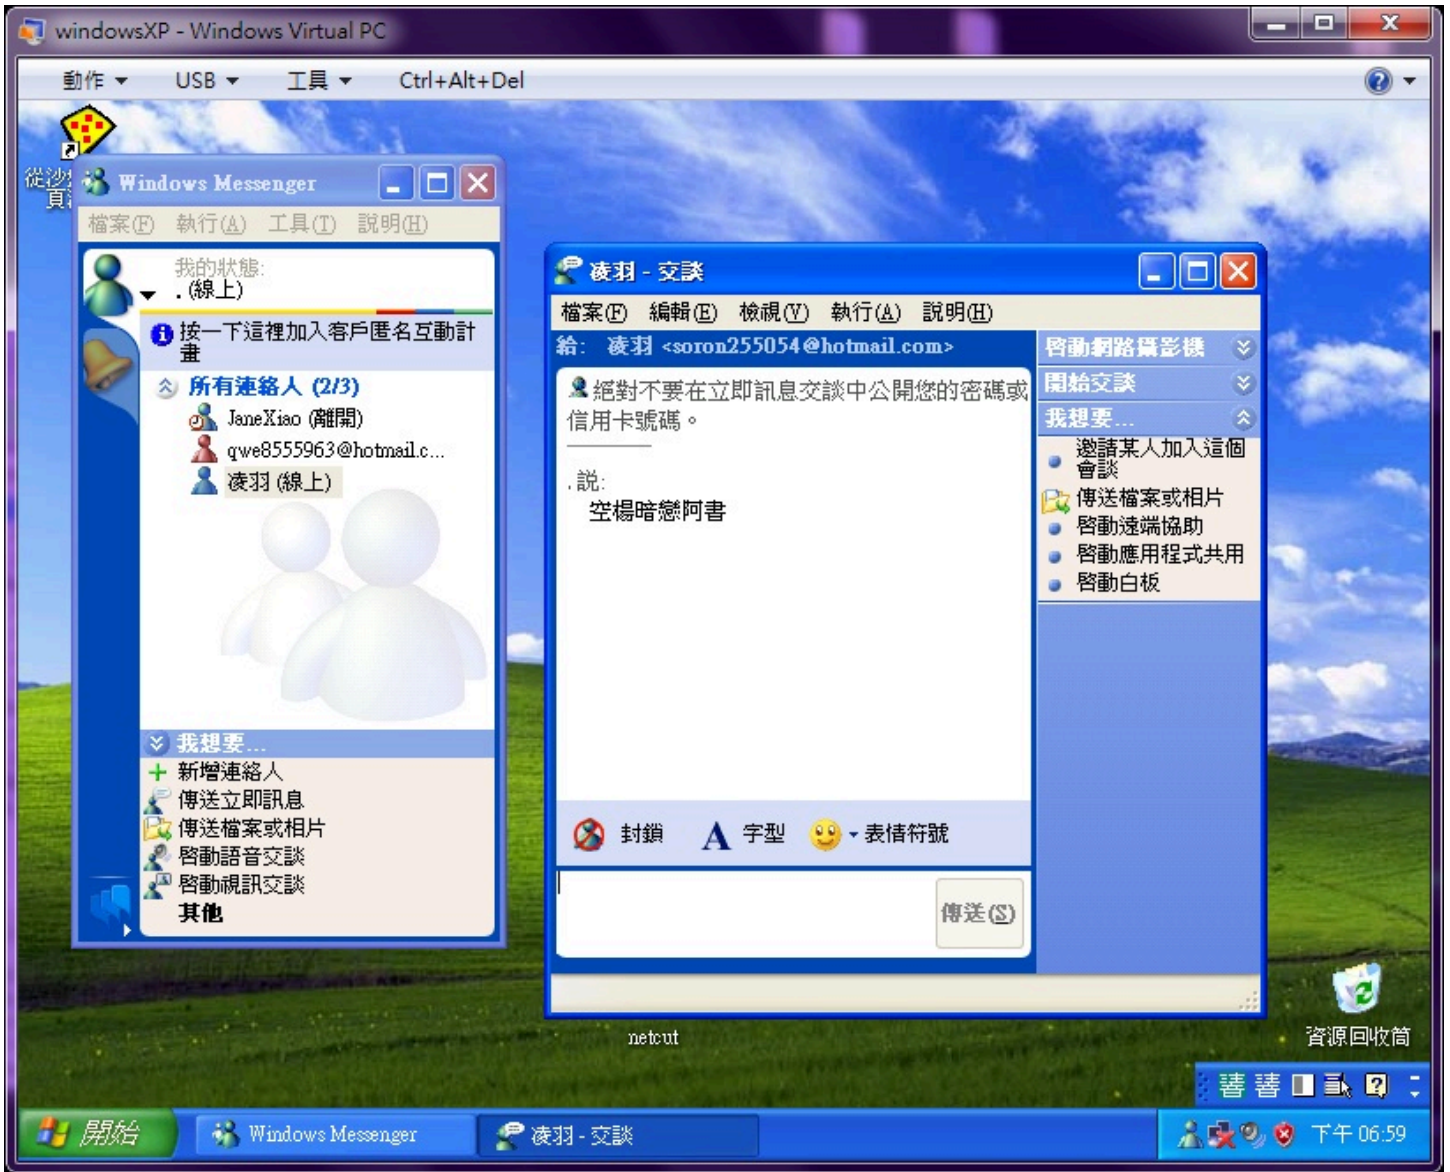 windowsXP - Windows Virtual PC
動作 USB 工具 Ctrl+Alt+Del
Windows Messenger
檔案(F) 執行(A) 工具(T) 說明(H)
我的狀態:
. (線上)
按一下這裡加入客戶匿名互動計
畫
所有連絡人 (2/3)
JaneXiao (離開)
qwe8555963@hotmail.c...
凌羽 (線上)
我想要...
新增連絡人
傳送立即訊息
傳送檔案或相片
啓動語音交談
啓動視訊交談
其他
凌羽 - 交談
檔案(F) 編輯(E) 檢視(V) 執行(A) 說明(H)
給: 凌羽 <soron255054@hotmail.com>
絕對不要在立即訊息交談中公開您的密碼或
信用卡號碼。
. 說:
空楊暗戀阿書
封鎖 字型 表情符號
傳送(S)
啓動網路攝影機
開始交談
我想要...
邀請某人加入這個
會談
傳送檔案或相片
啓動遠端協助
啓動應用程式共用
啓動白板
netcut
資源回收筒
開始 Windows Messenger 凌羽 - 交談 下午 06:59